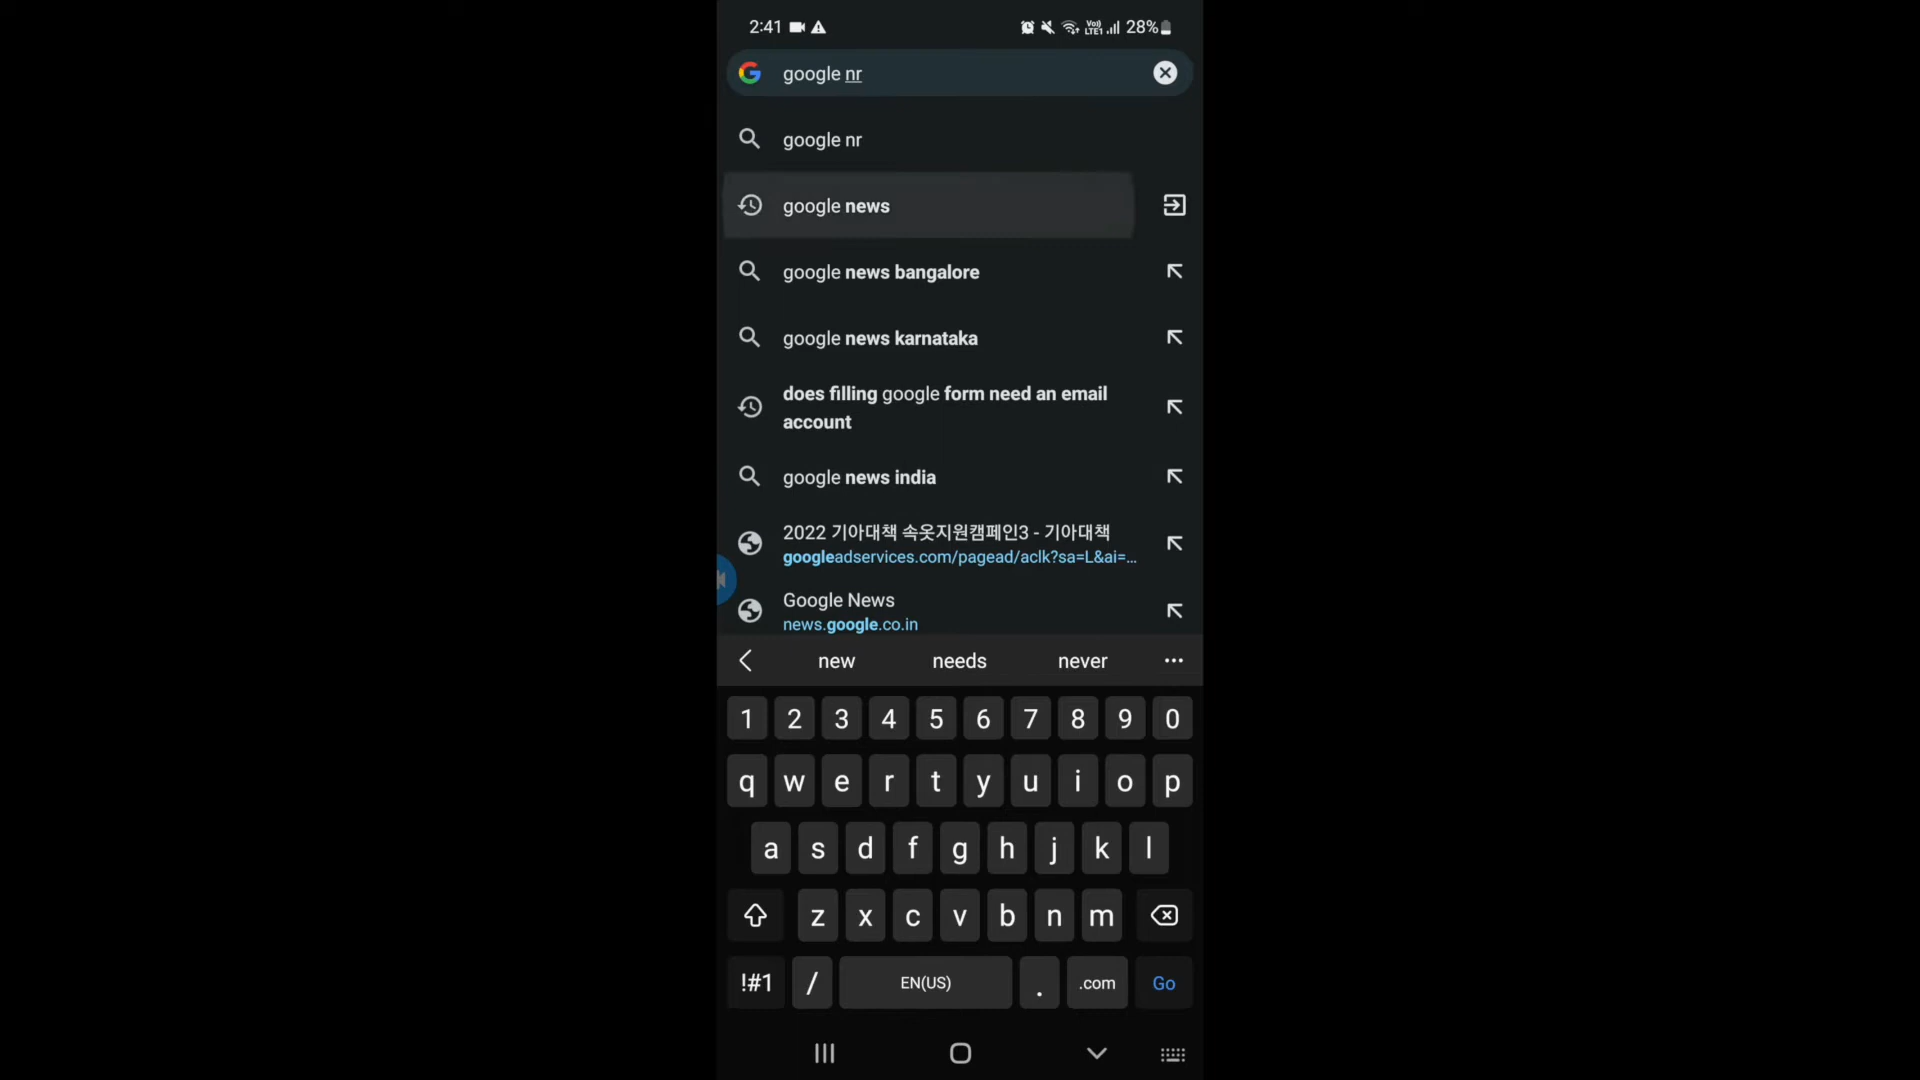 2:41
Vo)) LTE1 28%
google nr
google nr
google news
google news bangalore
google news karnataka
does filling google form need an email
account
google news india
2022 기아대책 속옷지원캠페인3 - 기아대책
googleadservices.com/pagead/aclk?sa=L&ai=...
Google News
news.google.co.in
new needs never
1 2 3 4 5 6 7 8 9 0
q w e r t y u i o p
a s d f g h j k l
z x c v b n m
!#1 / EN(US) . .com Go